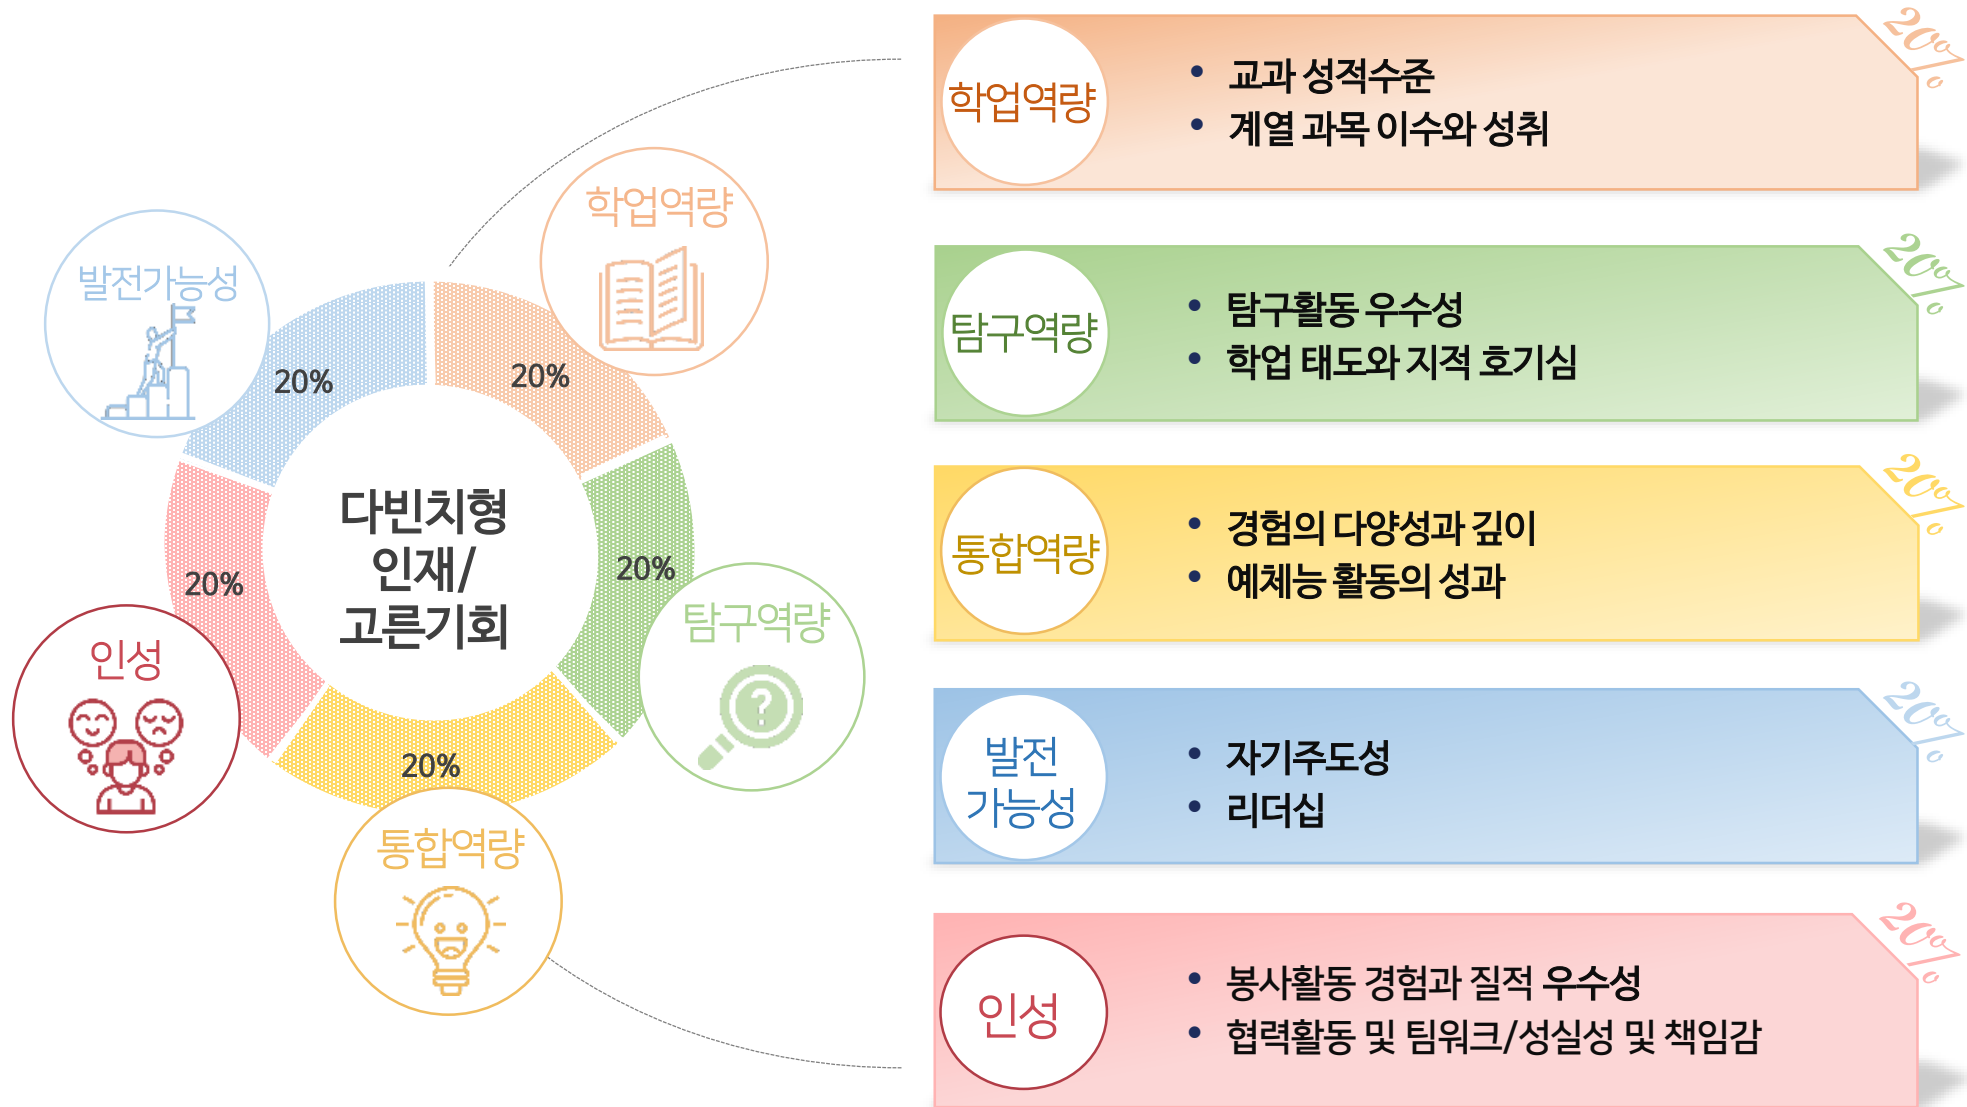 학업역량
발전가능성
20%
20%
다빈치형
인재/
고른기회
20%
20%
탐구역량
인성
20%
통합역량
20%
학업역량
• 교과 성적수준
• 계열 과목 이수와 성취
20%
탐구역량
• 탐구활동 우수성
• 학업 태도와 지적 호기심
20%
통합역량
• 경험의 다양성과 깊이
• 예체능 활동의 성과
20%
발전
가능성
• 자기주도성
• 리더십
20%
인성
• 봉사활동 경험과 질적 우수성
• 협력활동 및 팀워크/성실성 및 책임감